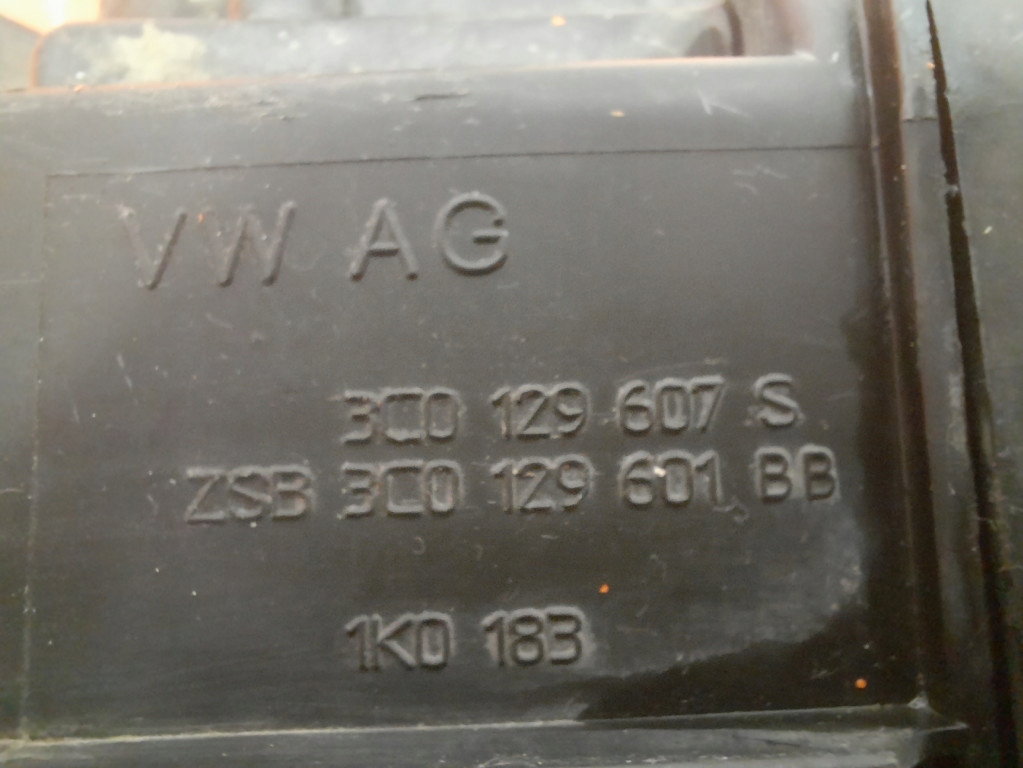 VW AG
3C0 129 607 S
ZSB 3C0 129 601 BB
1K0 183